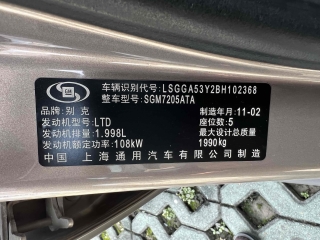 车辆识别代号: LSGGA53Y2BH102368
整车型号: SGM7205ATA
品牌: 别克 制造年月: 11-02
发动机型号: LTD 座位数: 5
发动机排量: 1.998L 最大设计总质量
发动机额定功率: 108kW 1990kg
中国 上海通用汽车有限公司制造